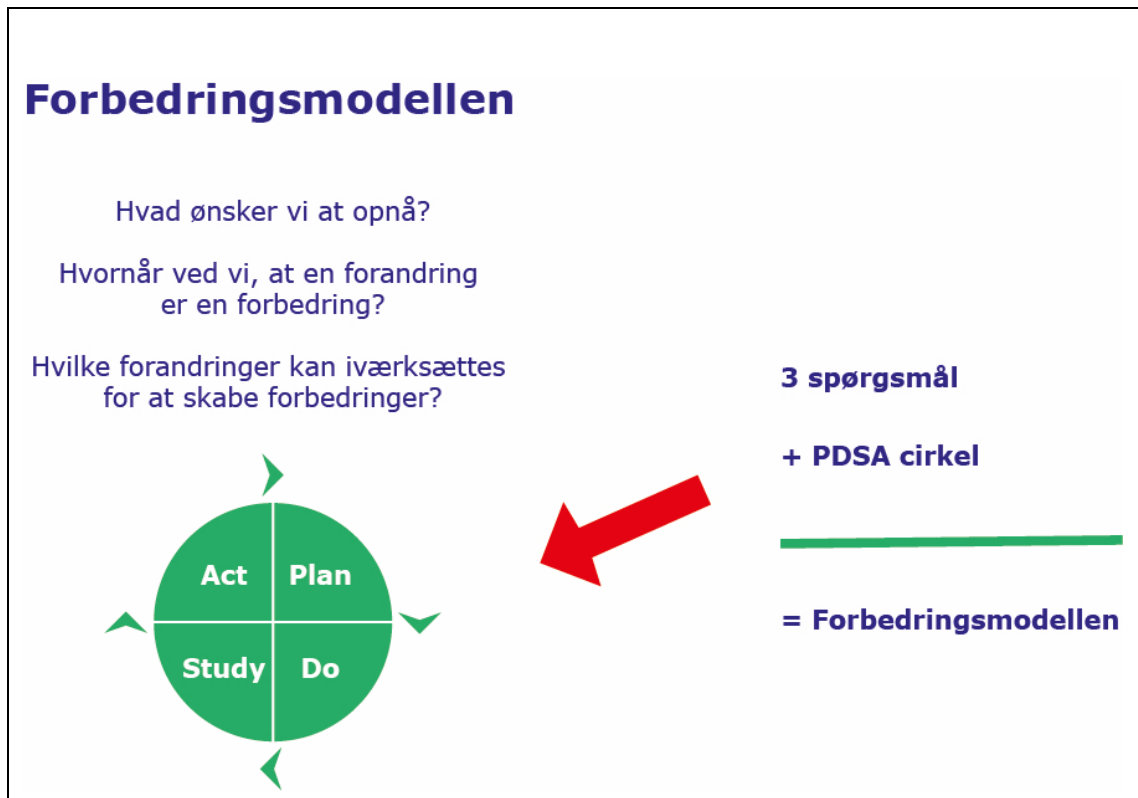 Forbedringsmodellen
Hvad ønsker vi at opnå?
Hvornår ved vi, at en forandring
er en forbedring?
Hvilke forandringer kan iværksættes
for at skabe forbedringer?
Act Plan
Study Do
3 spørgsmål
+ PDSA cirkel
= Forbedringsmodellen